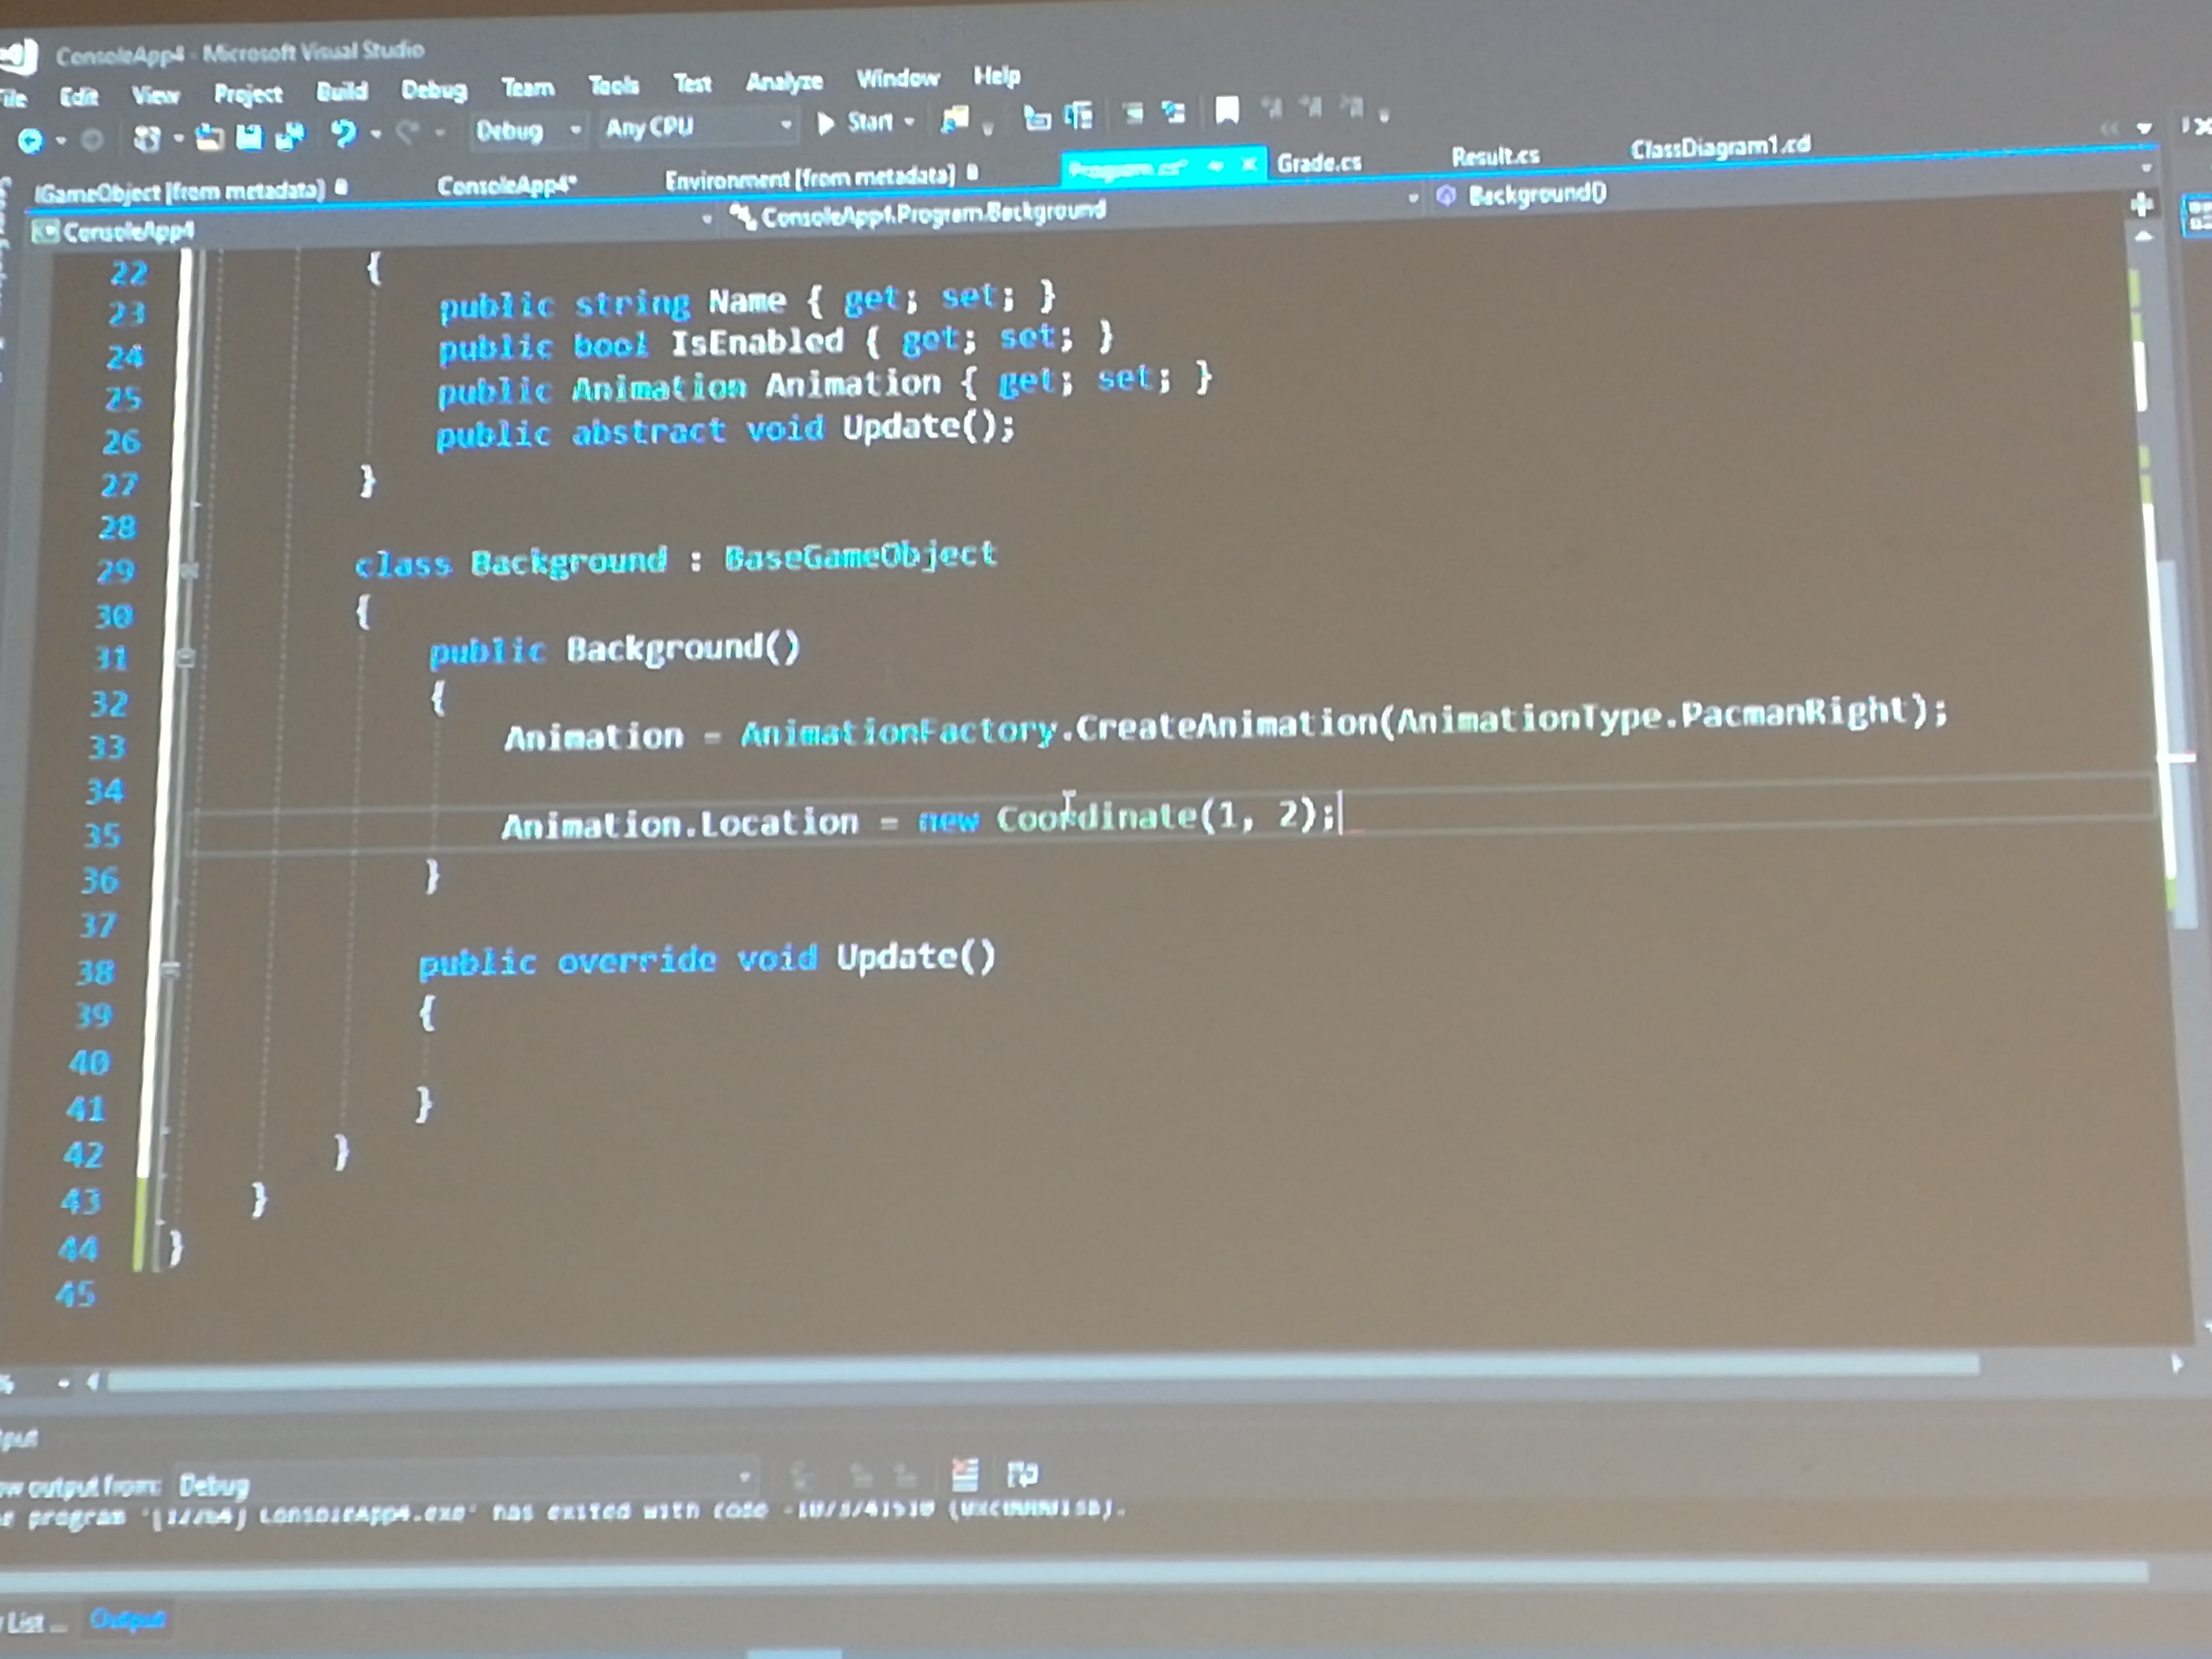 ConsoleApp4 - Microsoft Visual Studio
File Edit View Project Build Debug Team Tools Test Analyze Window Help
Debug Any CPU Start
IGameObject [from metadata] ConsoleApp4* Environment [from metadata] Program.cs* Grade.cs Result.cs ClassDiagram1.cd
ConsoleApp4 ConsoleApp4.Program.Background Background()
22 {
23 public string Name { get; set; }
24 public bool IsEnabled { get; set; }
25 public Animation Animation { get; set; }
26 public abstract void Update();
27 }
28
29 class Background : BaseGameObject
30 {
31 public Background()
32 {
33 Animation = AnimationFactory.CreateAnimation(AnimationType.PacmanRight);
34
35 Animation.Location = new Coordinate(1, 2);
36 }
37
38 public override void Update()
39 {
40
41 }
42 }
43 }
44 }
45
output from: Debug
program ConsoleApp4.exe' has exited with code
List ... Output